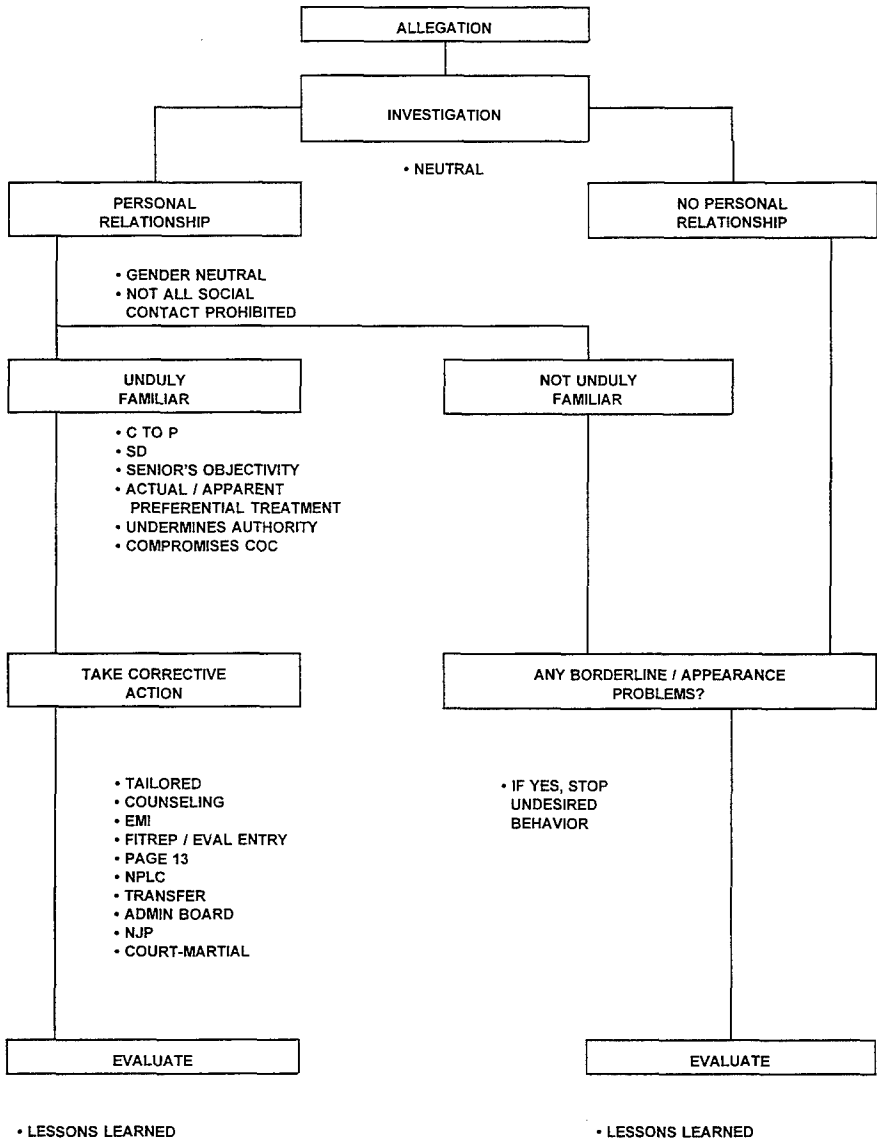 ALLEGATION
INVESTIGATION
• NEUTRAL
PERSONAL
RELATIONSHIP
NO PERSONAL
RELATIONSHIP
• GENDER NEUTRAL
• NOT ALL SOCIAL
CONTACT PROHIBITED
UNDULY
FAMILIAR
NOT UNDULY
FAMILIAR
• C TO P
• SD
• SENIOR'S OBJECTIVITY
• ACTUAL / APPARENT
PREFERENTIAL TREATMENT
• UNDERMINES AUTHORITY
• COMPROMISES COC
TAKE CORRECTIVE
ACTION
ANY BORDERLINE / APPEARANCE
PROBLEMS?
• TAILORED
• COUNSELING
• EMI
• FITREP / EVAL ENTRY
• PAGE 13
• NPLC
• TRANSFER
• ADMIN BOARD
• NJP
• COURT-MARTIAL
• IF YES, STOP
UNDESIRED
BEHAVIOR
EVALUATE
EVALUATE
• LESSONS LEARNED
• LESSONS LEARNED